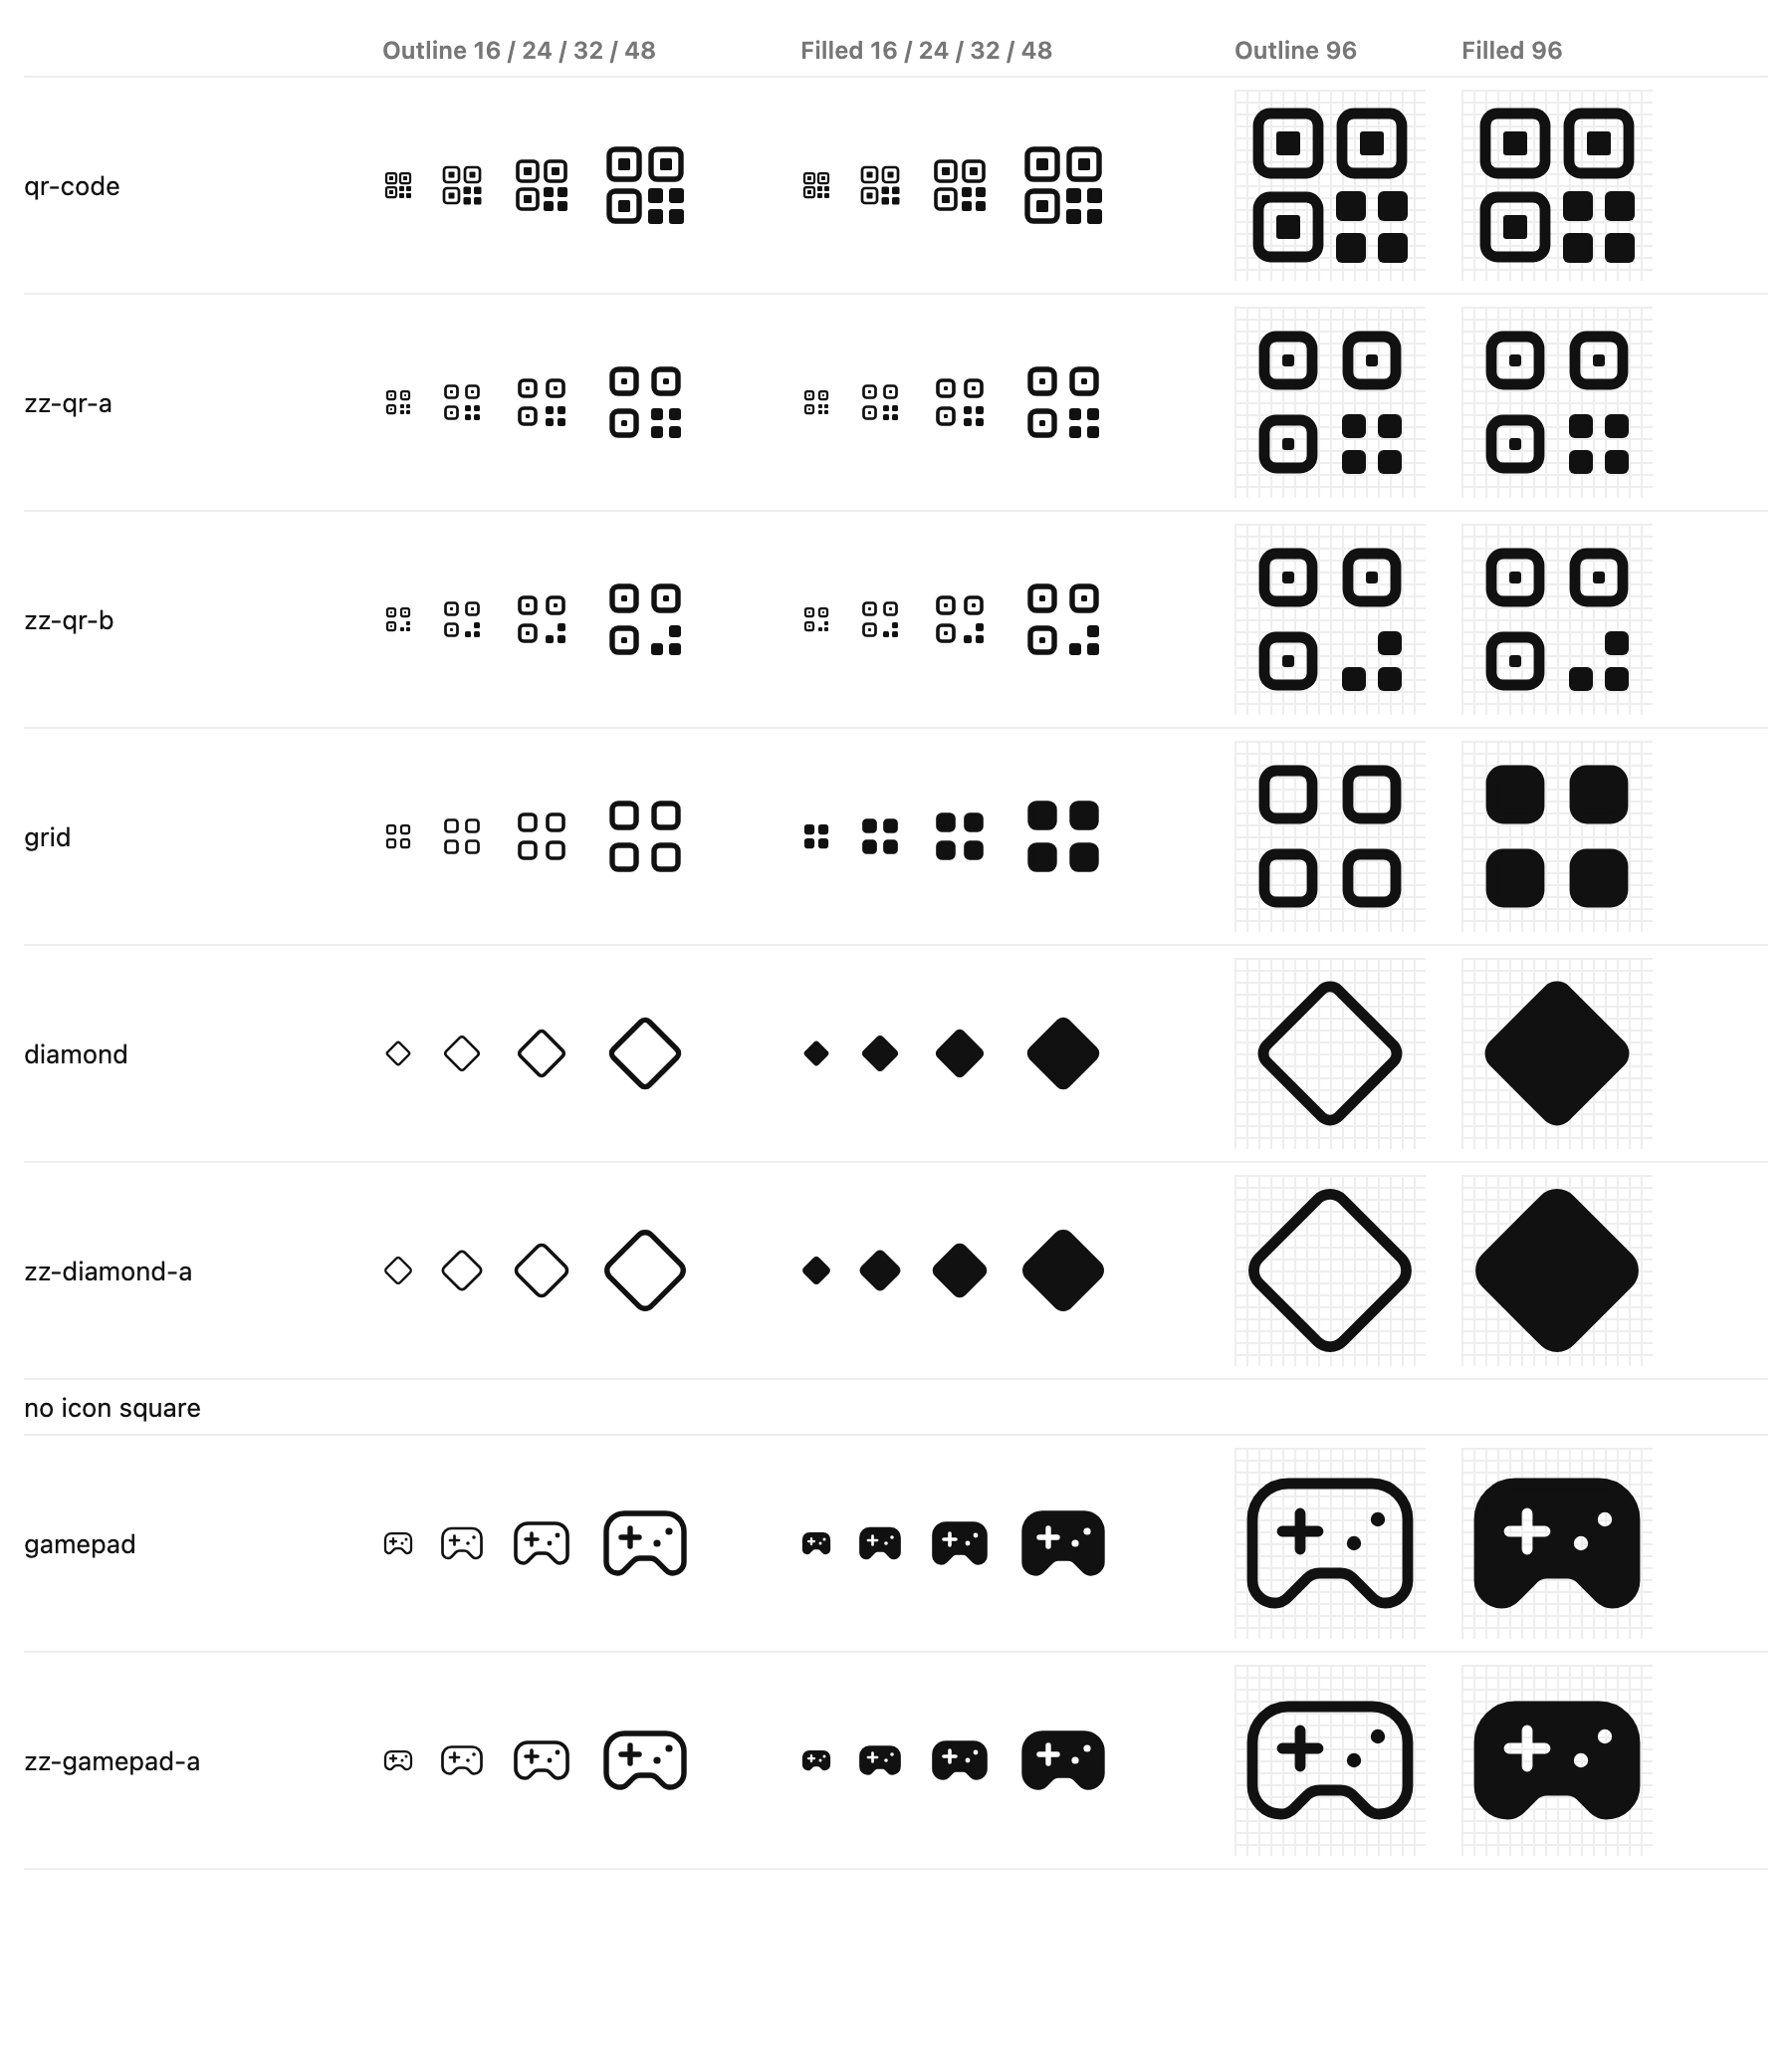 Outline 16 / 24 / 32 / 48 Filled 16 / 24 / 32 / 48 Outline 96 Filled 96
qr-code
zz-qr-a
zz-qr-b
grid
diamond
zz-diamond-a
no icon square
gamepad
zz-gamepad-a